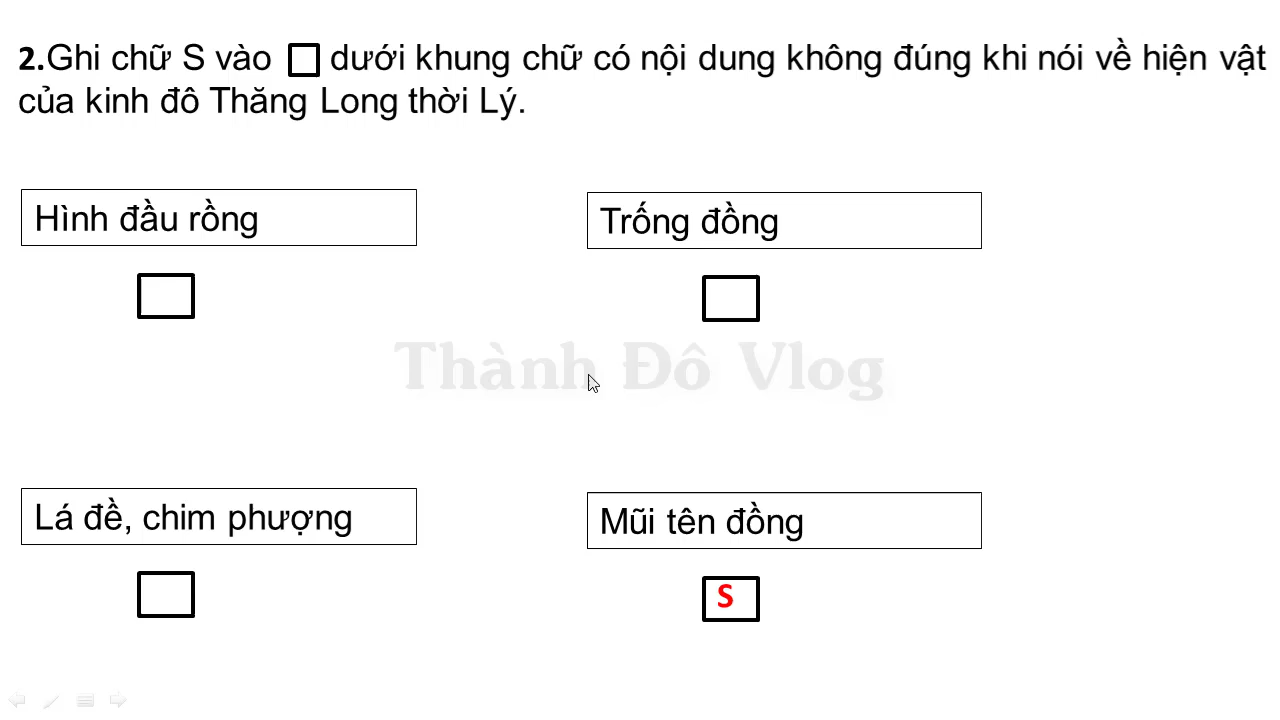 2.Ghi chữ S vào dưới khung chữ có nội dung không đúng khi nói về hiện vật
của kinh đô Thăng Long thời Lý.
Hình đầu rồng
Trống đồng
Thành Đô Vlog
Lá đề, chim phượng
Mũi tên đồng
S